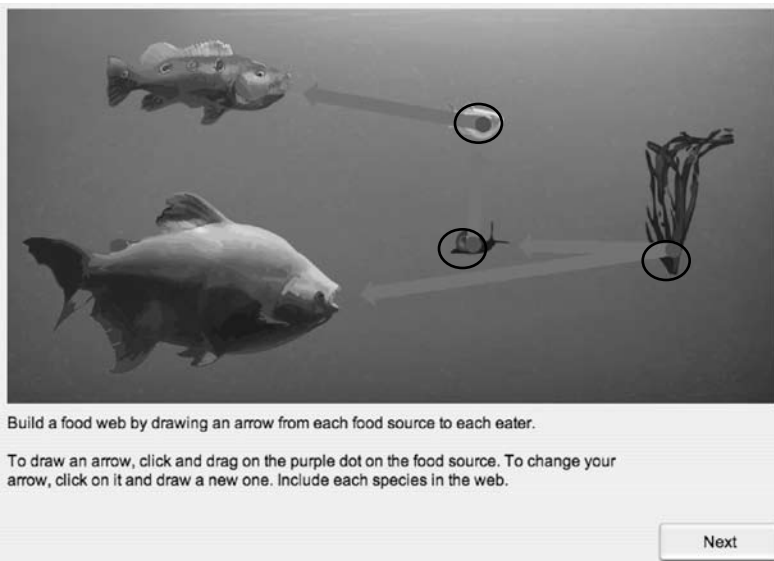 Build a food web by drawing an arrow from each food source to each eater.
To draw an arrow, click and drag on the purple dot on the food source. To change your
arrow, click on it and draw a new one. Include each species in the web.
Next